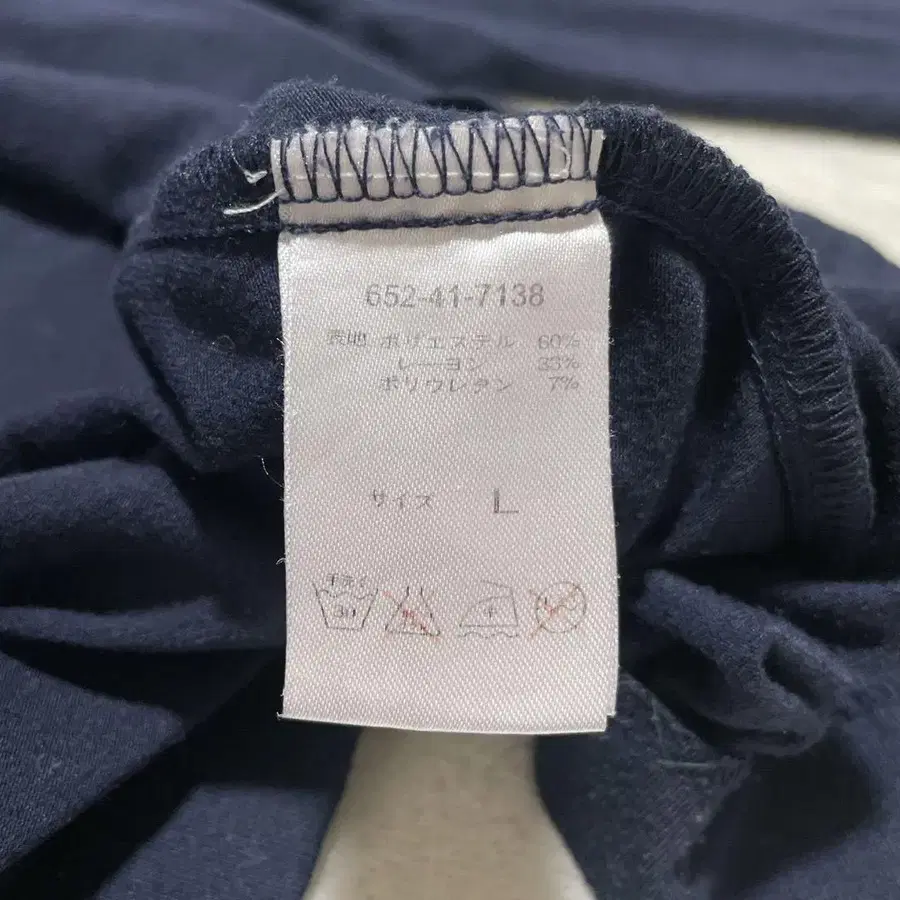 652-41-7138
表地 ポリエステル 60%
レーヨン 33%
ポリウレタン 7%
サイズ L
手洗イ
30